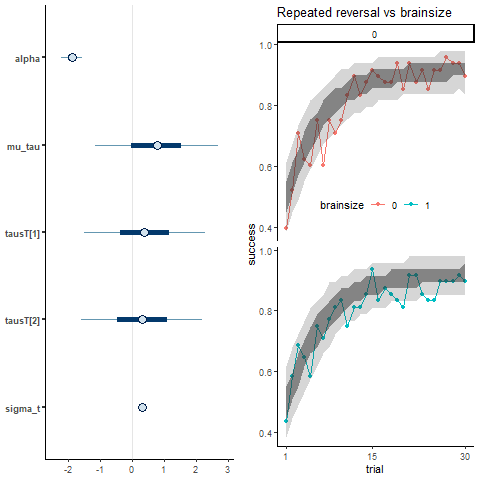 alpha
mu_tau
tausT[1]
tausT[2]
sigma_t
-2 -1 0 1 2 3
Repeated reversal vs brainsize
0
1.0
0.8
0.6
0.4
brainsize 0 1
success
1.0
0.8
0.6
0.4
1 15 30
trial